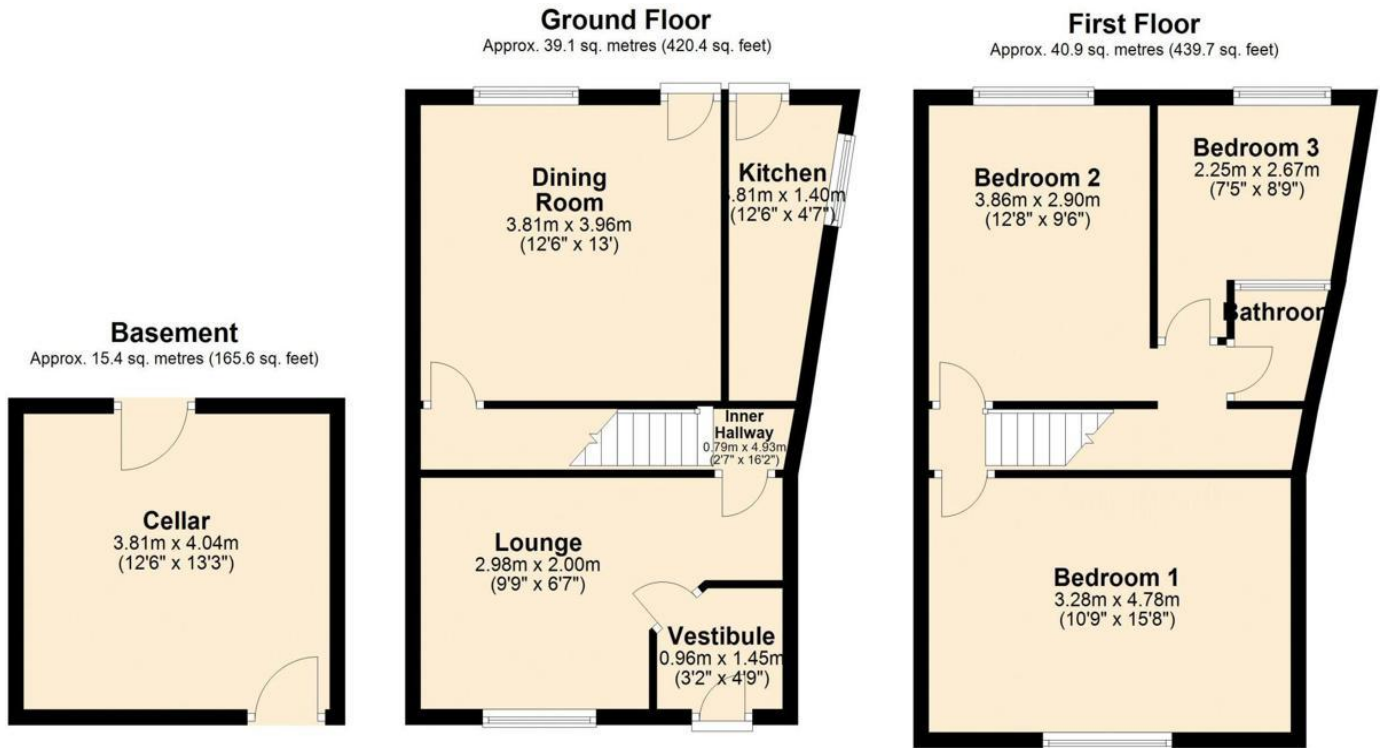 Ground Floor
Approx. 39.1 sq. metres (420.4 sq. feet)
First Floor
Approx. 40.9 sq. metres (439.7 sq. feet)
Dining
Room
3.81m x 3.96m
(12'6" x 13')
Kitchen
.81m x 1.40m
(12'6" x 4'7")
Bedroom 2
3.86m x 2.90m
(12'8" x 9'6")
Bedroom 3
2.25m x 2.67m
(7'5" x 8'9")
Bathroom
Basement
Approx. 15.4 sq. metres (165.6 sq. feet)
Cellar
3.81m x 4.04m
(12'6" x 13'3")
Inner
Hallway
0.79m x 4.93m
(2'7" x 16'2")
Lounge
2.98m x 2.00m
(9'9" x 6'7")
Vestibule
0.96m x 1.45m
(3'2" x 4'9")
Bedroom 1
3.28m x 4.78m
(10'9" x 15'8")